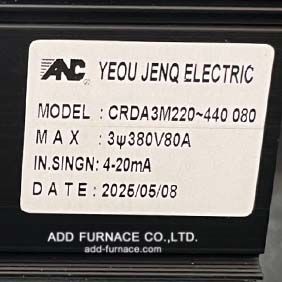 ANC YEOU JENQ ELECTRIC
MODEL : CRDA3M220~440 080
MAX : 3ψ380V80A
IN.SINGN: 4-20mA
DATE : 2025/05/08
ADD FURNACE CO.,LTD.
add-furnace.com